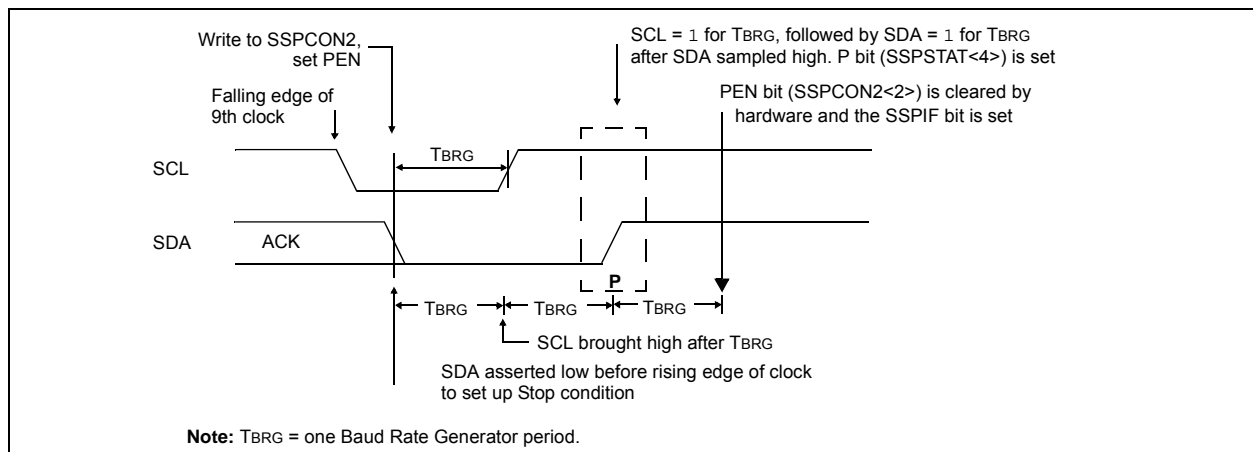 Write to SSPCON2,
set PEN
SCL = 1 for TBRG, followed by SDA = 1 for TBRG
after SDA sampled high. P bit (SSPSTAT<4>) is set
PEN bit (SSPCON2<2>) is cleared by
hardware and the SSPIF bit is set
Falling edge of
9th clock
TBRG
SCL
SDA
ACK
P
TBRG
TBRG
TBRG
SCL brought high after TBRG
SDA asserted low before rising edge of clock
to set up Stop condition
Note: TBRG = one Baud Rate Generator period.